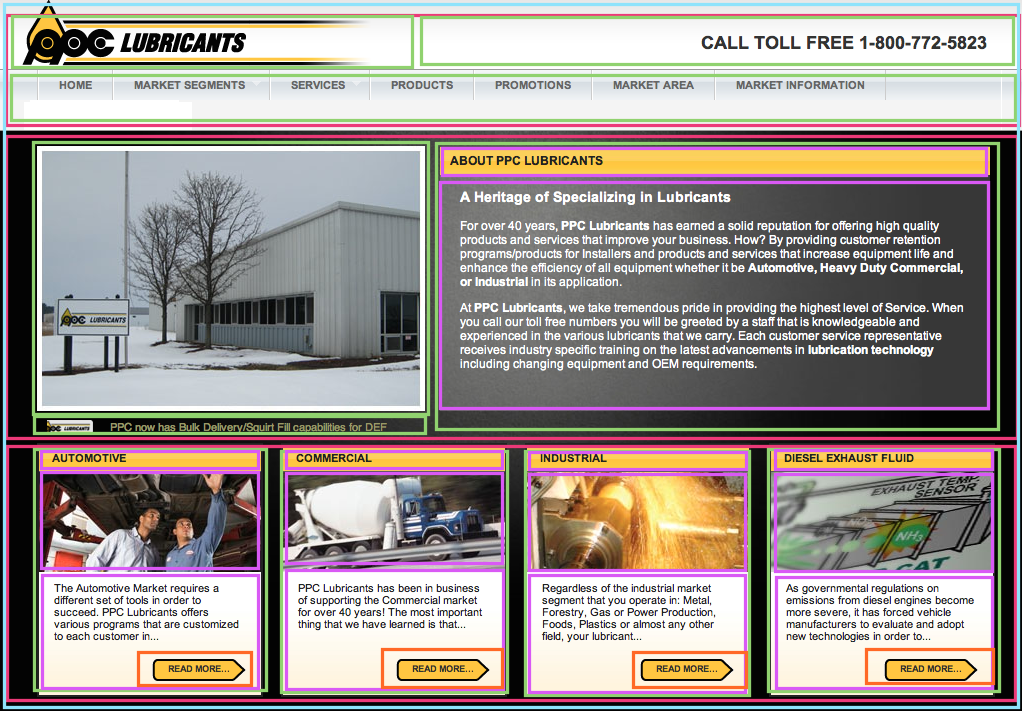 ppc LUBRICANTS
CALL TOLL FREE 1-800-772-5823
HOME MARKET SEGMENTS SERVICES PRODUCTS PROMOTIONS MARKET AREA MARKET INFORMATION
ppc LUBRICANTS
ABOUT PPC LUBRICANTS
A Heritage of Specializing in Lubricants
For over 40 years, PPC Lubricants has earned a solid reputation for offering high quality
products and services that improve your business. How? By providing customer retention
programs/products for Installers and products and services that increase equipment life and
enhance the efficiency of all equipment whether it be Automotive, Heavy Duty Commercial,
or Industrial in its application.
At PPC Lubricants, we take tremendous pride in providing the highest level of Service. When
you call our toll free numbers you will be greeted by a staff that is knowledgeable and
experienced in the various lubricants that we carry. Each customer service representative
receives industry specific training on the latest advancements in lubrication technology
including changing equipment and OEM requirements.
ppc LUBRICANTS PPC now has Bulk Delivery/Squirt Fill capabilities for DEF
AUTOMOTIVE
The Automotive Market requires a
different set of tools in order to
succeed. PPC Lubricants offers
various programs that are customized
to each customer in...
READ MORE...
COMMERCIAL
PPC Lubricants has been in business
of supporting the Commercial market
for over 40 years! The most important
thing that we have learned is that...
READ MORE...
INDUSTRIAL
Regardless of the industrial market
segment that you operate in: Metal,
Forestry, Gas or Power Production,
Foods, Plastics or almost any other
field, your lubricant...
READ MORE...
DIESEL EXHAUST FLUID
EXHAUST TEMP.
SENSOR
NH3
CAT
As governmental regulations on
emissions from diesel engines become
more severe, it has forced vehicle
manufacturers to evaluate and adopt
new technologies in order to...
READ MORE...